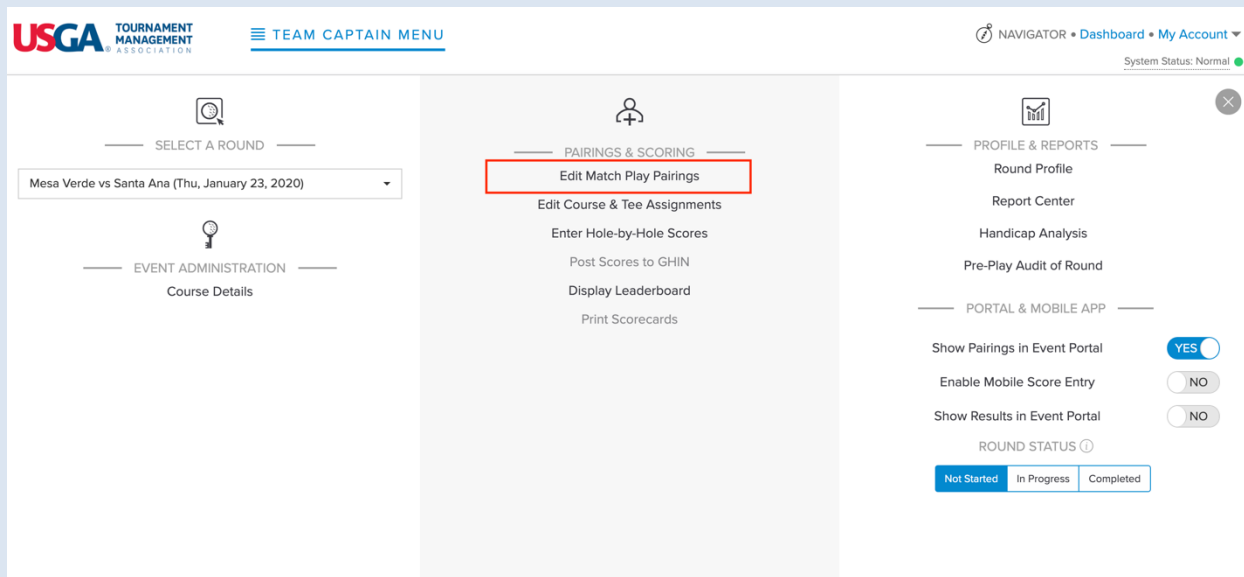 USGA® TOURNAMENT MANAGEMENT ASSOCIATION
TEAM CAPTAIN MENU
NAVIGATOR • Dashboard • My Account
System Status: Normal
SELECT A ROUND
Mesa Verde vs Santa Ana (Thu, January 23, 2020)
EVENT ADMINISTRATION
Course Details
PAIRINGS & SCORING
Edit Match Play Pairings
Edit Course & Tee Assignments
Enter Hole-by-Hole Scores
Post Scores to GHIN
Display Leaderboard
Print Scorecards
PROFILE & REPORTS
Round Profile
Report Center
Handicap Analysis
Pre-Play Audit of Round
PORTAL & MOBILE APP
Show Pairings in Event Portal YES
Enable Mobile Score Entry NO
Show Results in Event Portal NO
ROUND STATUS
Not Started In Progress Completed